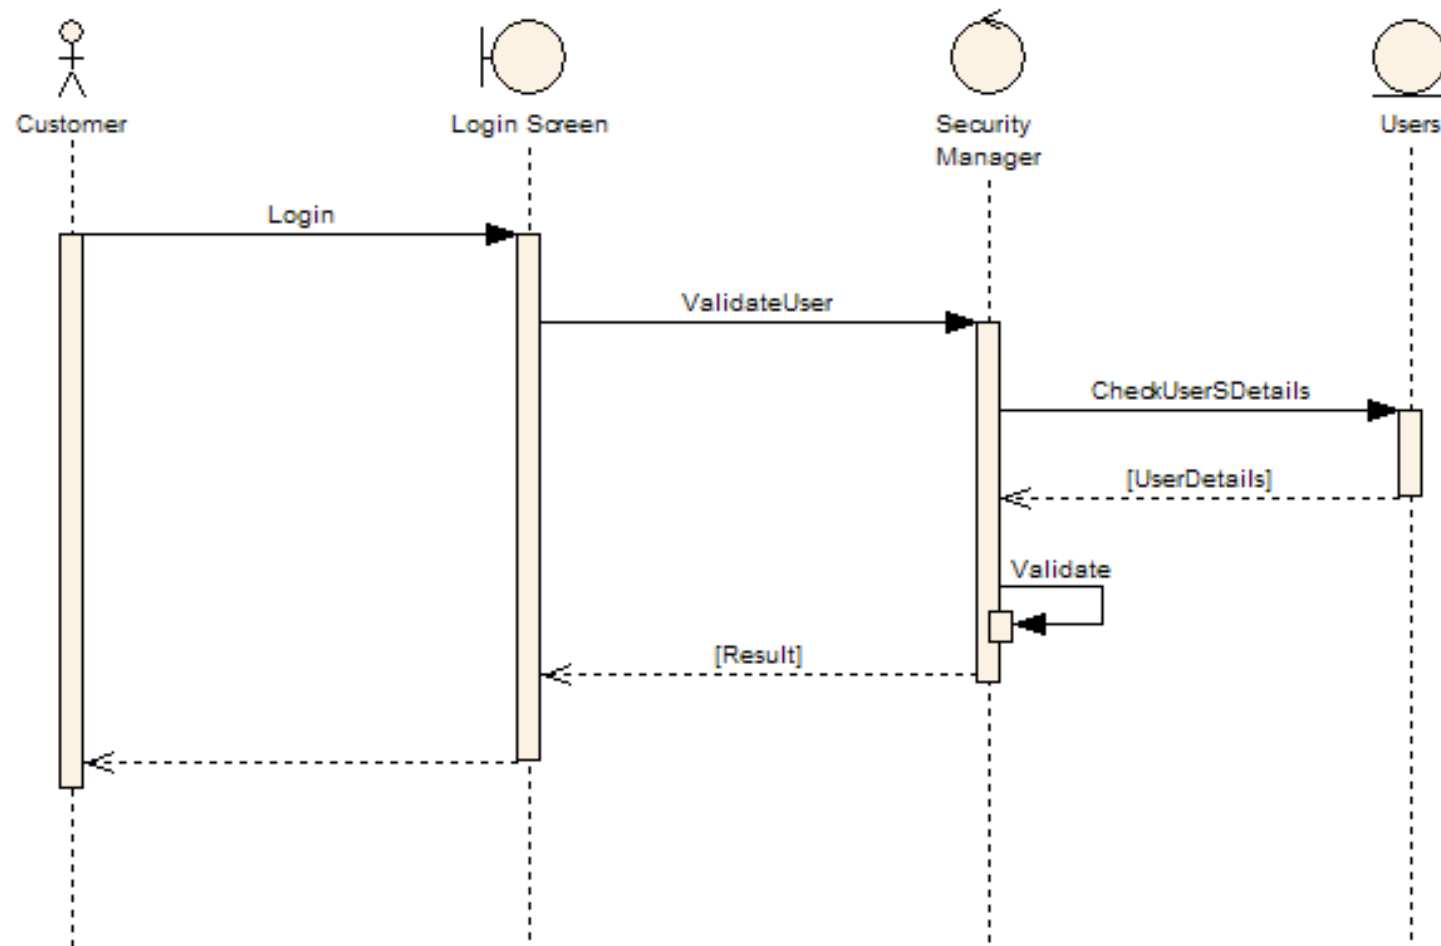 Customer
Login Screen
Security
Manager
Users
Login
ValidateUser
CheckUserSDetails
[UserDetails]
Validate
[Result]